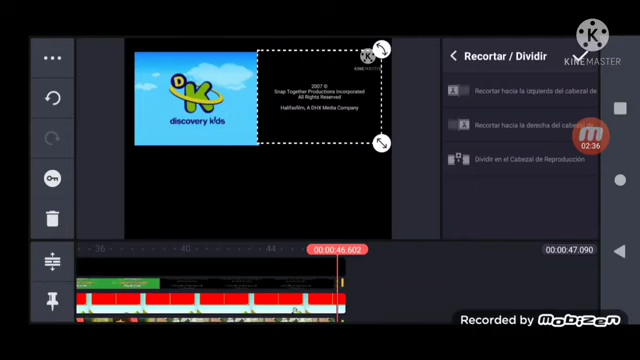 KINEMASTER
Recortar / Dividir
KINEMASTER
D
K
discovery kids
2007 ©
Snap Together Productions Incorporated
All Rights Reserved
Halifaxfilm, A DHX Media Company
Recortar hacia la izquierda del cabezal de
Recortar hacia la derecha del cabezal de
02:36
Dividir en el Cabezal de Reproducción
36
40
44
00:00:46.602
00:00:47.090
Recorded by mobizen